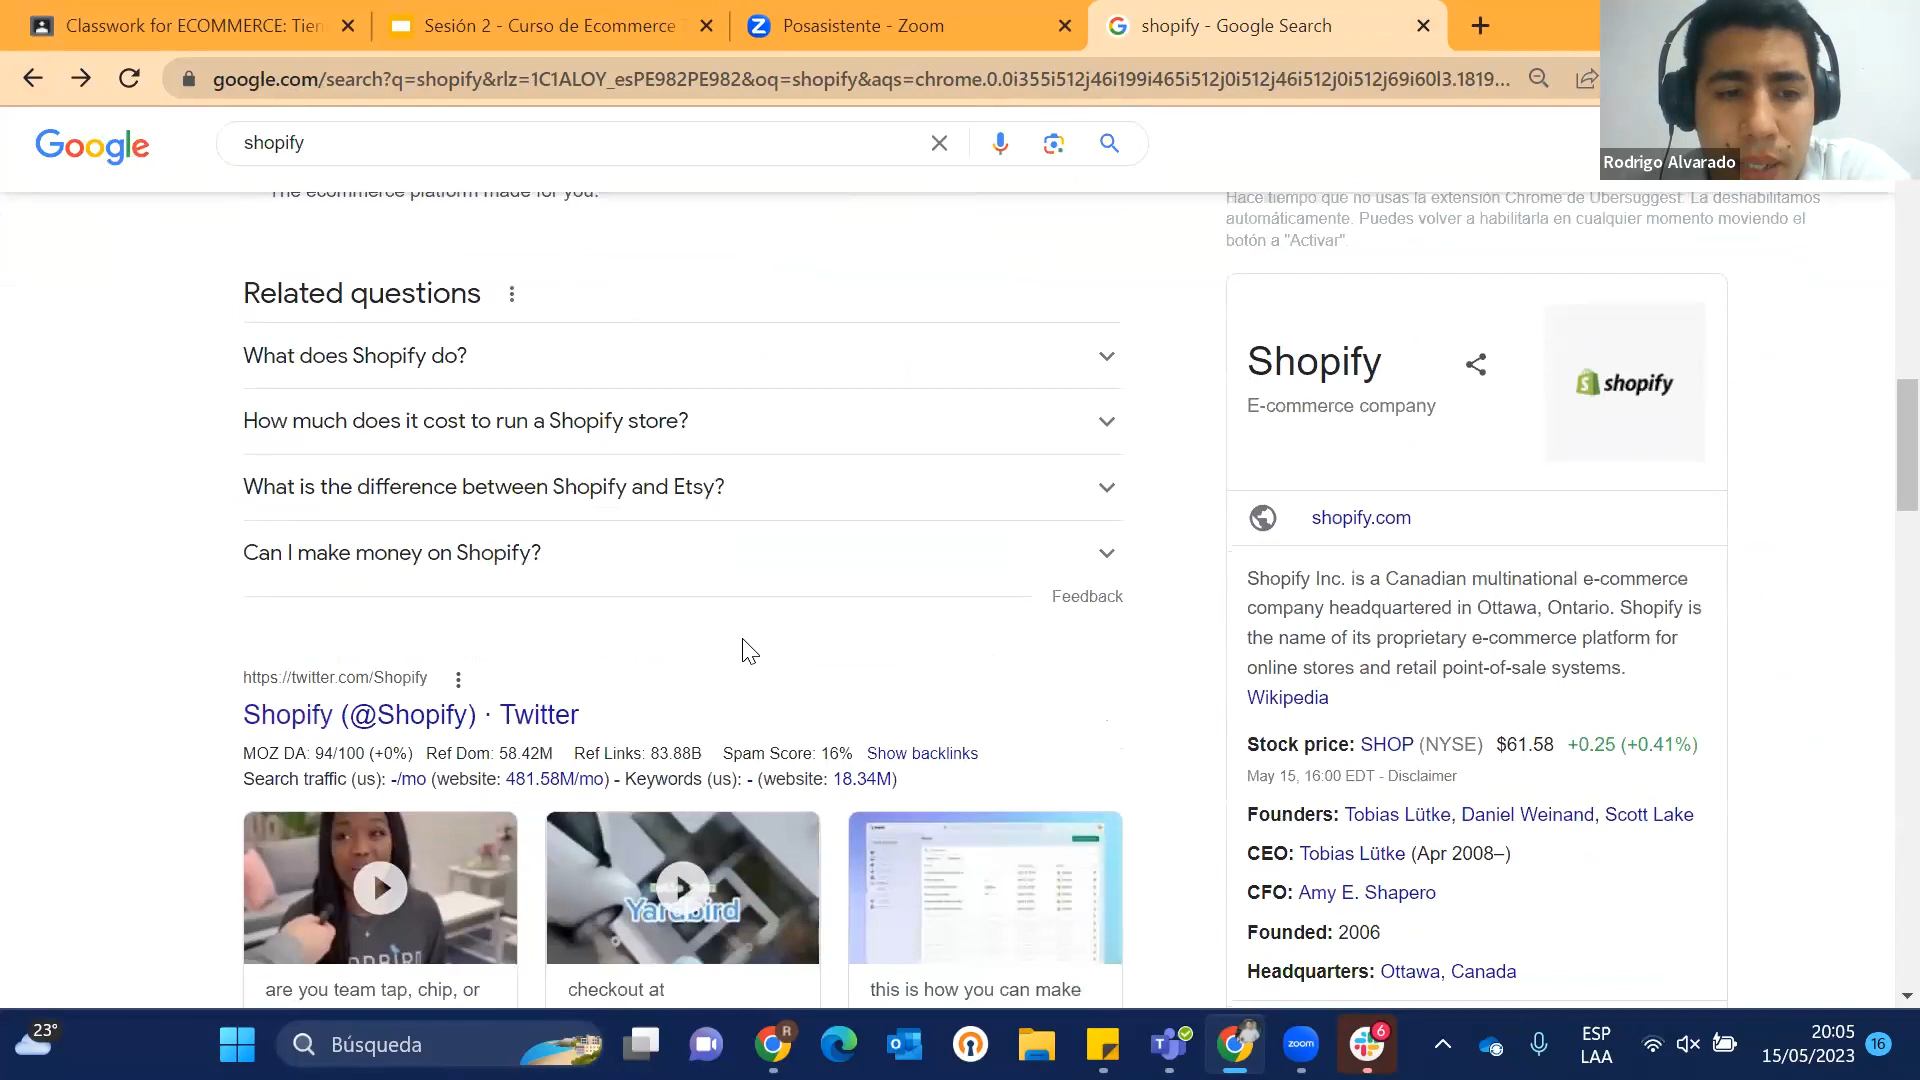 Classwork for ECOMMERCE: Tien
Sesión 2 - Curso de Ecommerce
Posasistente - Zoom
shopify - Google Search
google.com/search?q=shopify&rlz=1C1ALOY_esPE982PE982&oq=shopify&aqs=chrome.0.0i355i512j46i199i465i512j0i512j46i512j0i512j69i60l3.1819...
Rodrigo Alvarado
Google
shopify
The ecommerce platform made for you.
Hace tiempo que no usas la extensión Chrome de Ubersuggest. La deshabilitamos
automáticamente. Puedes volver a habilitarla en cualquier momento moviendo el
botón a "Activar".
Related questions
What does Shopify do?
How much does it cost to run a Shopify store?
What is the difference between Shopify and Etsy?
Can I make money on Shopify?
Feedback
https://twitter.com/Shopify
Shopify (@Shopify) · Twitter
MOZ DA: 94/100 (+0%) Ref Dom: 58.42M Ref Links: 83.88B Spam Score: 16% Show backlinks
Search traffic (us): -/mo (website: 481.58M/mo) - Keywords (us): - (website: 18.34M)
Yardbird
are you team tap, chip, or
checkout at
this is how you can make
Shopify
E-commerce company
shopify
shopify.com
Shopify Inc. is a Canadian multinational e-commerce
company headquartered in Ottawa, Ontario. Shopify is
the name of its proprietary e-commerce platform for
online stores and retail point-of-sale systems.
Wikipedia
Stock price: SHOP (NYSE) $61.58 +0.25 (+0.41%)
May 15, 16:00 EDT - Disclaimer
Founders: Tobias Lütke, Daniel Weinand, Scott Lake
CEO: Tobias Lütke (Apr 2008–)
CFO: Amy E. Shapero
Founded: 2006
Headquarters: Ottawa, Canada
23°
Búsqueda
R
zoom
6
ESP
LAA
20:05
15/05/2023
16